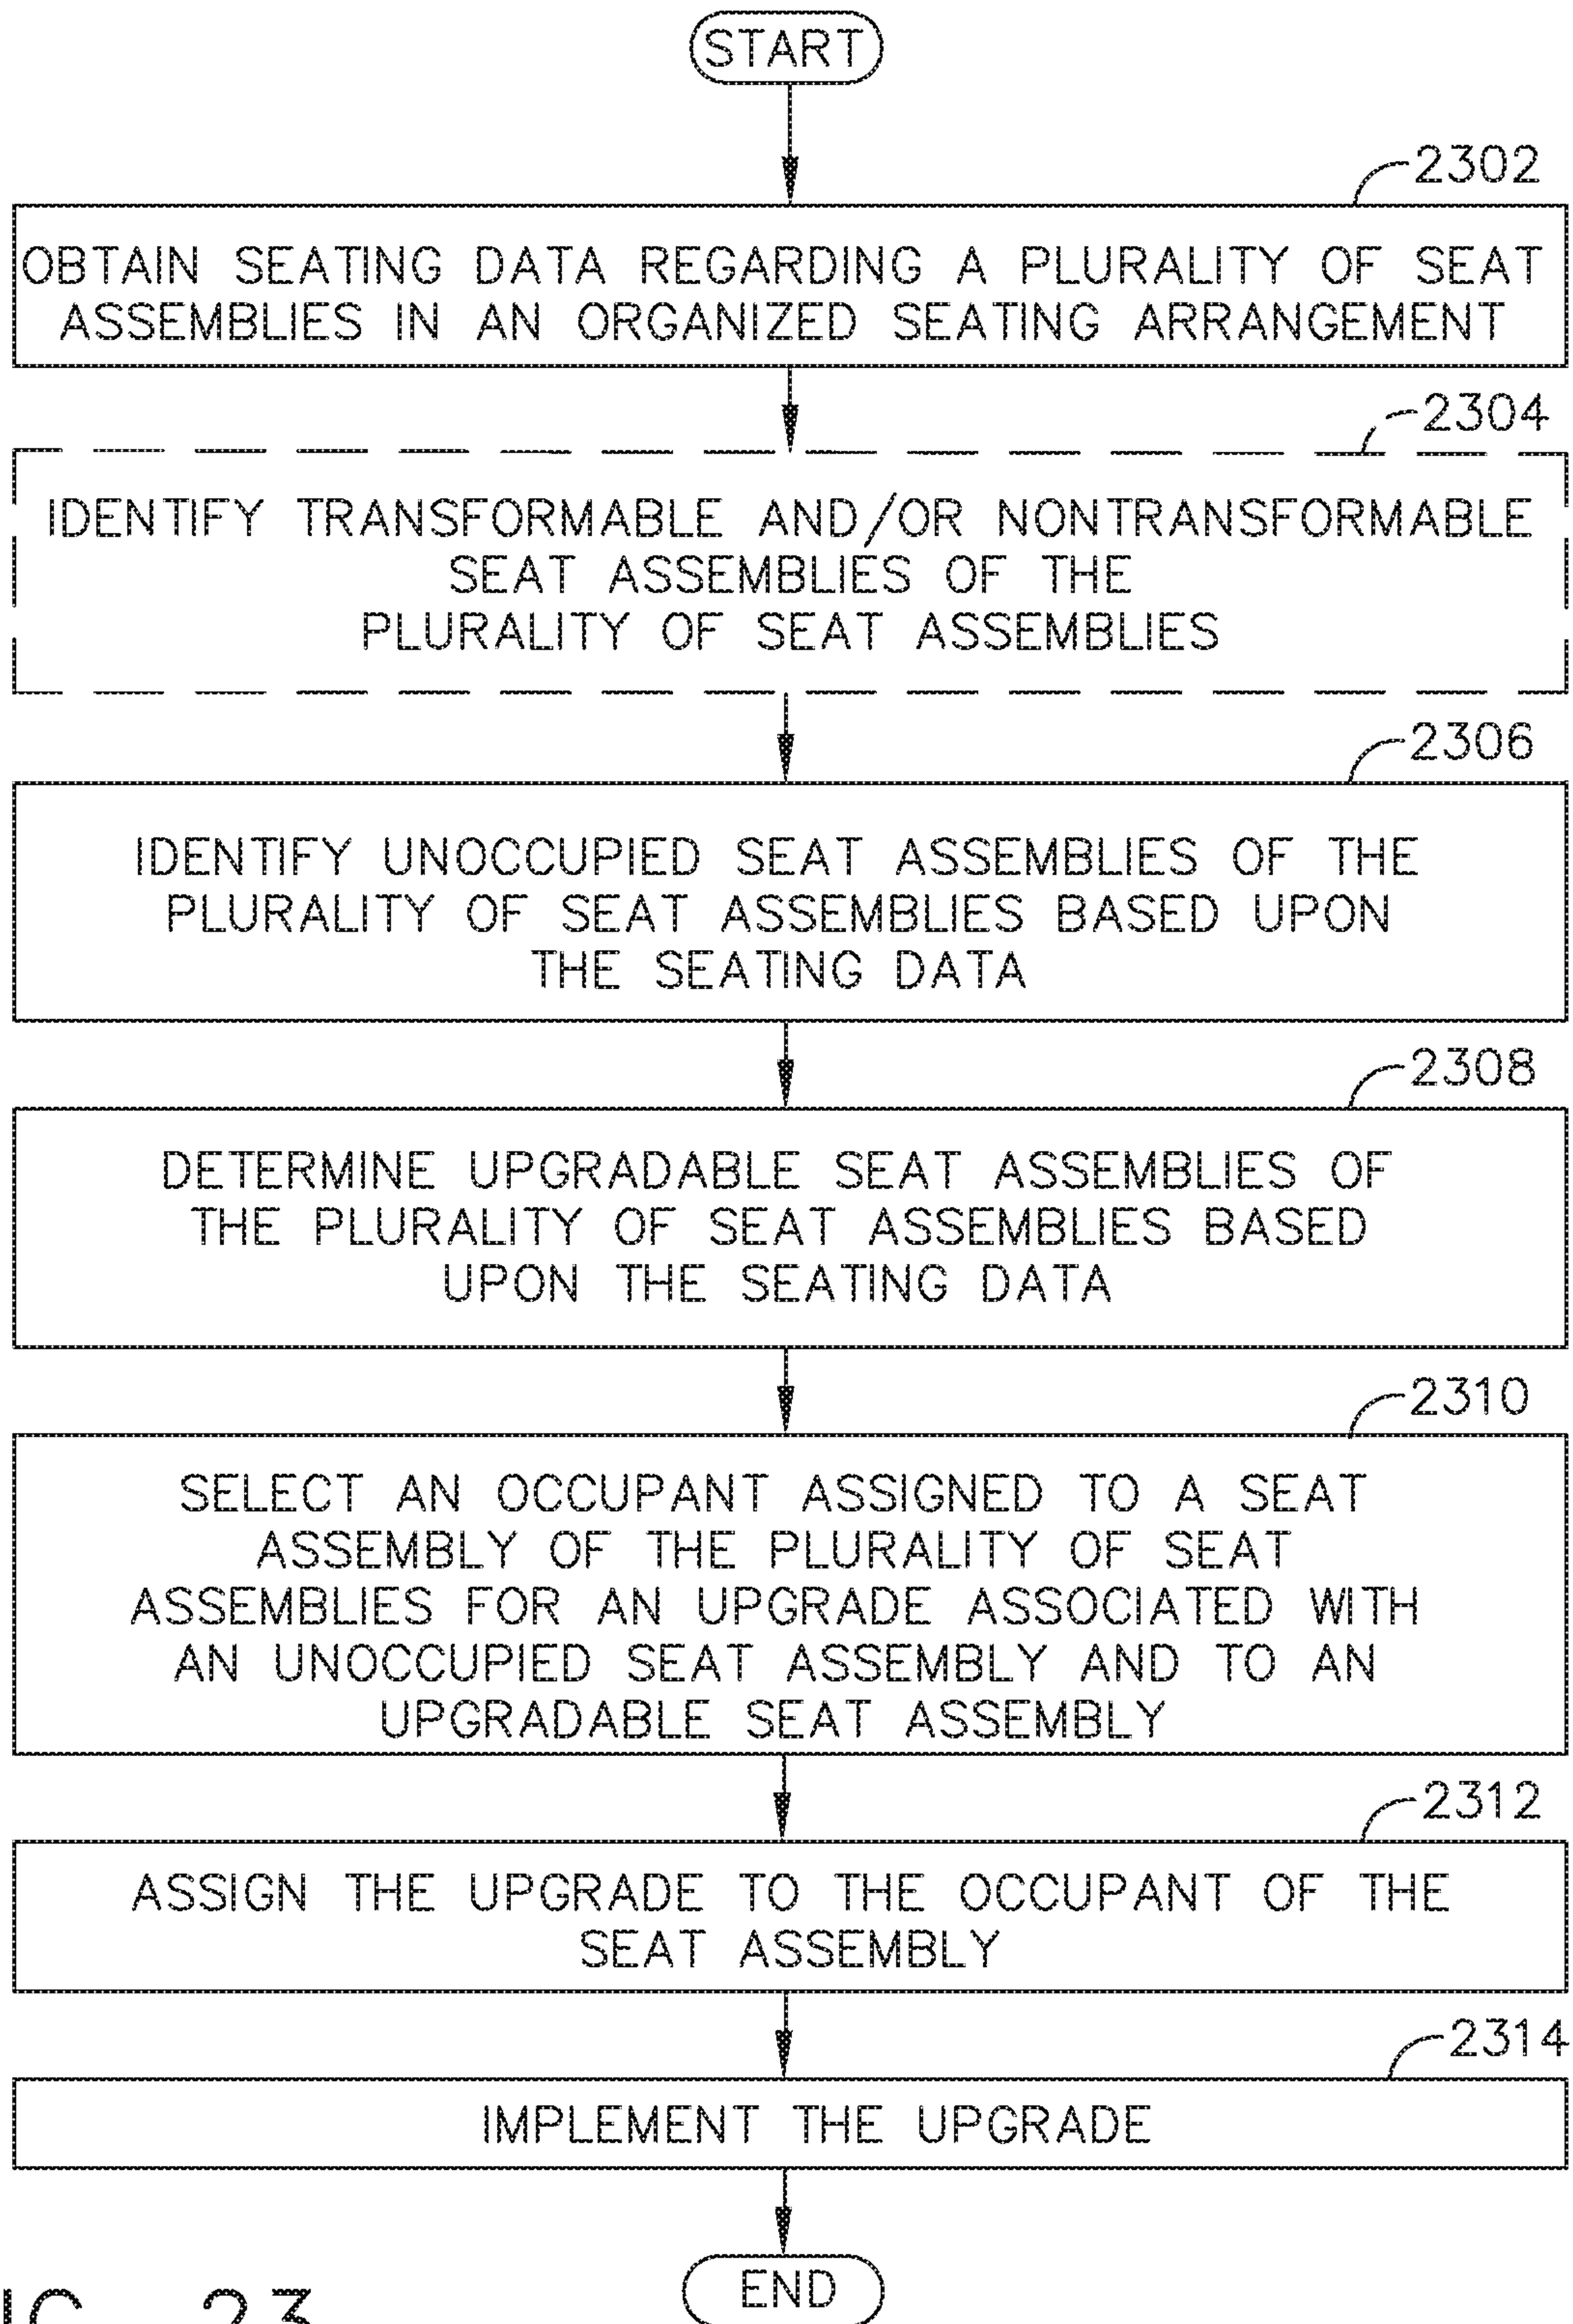 START
2302
OBTAIN SEATING DATA REGARDING A PLURALITY OF SEAT
ASSEMBLIES IN AN ORGANIZED SEATING ARRANGEMENT
2304
IDENTIFY TRANSFORMABLE AND/OR NONTRANSFORMABLE
SEAT ASSEMBLIES OF THE
PLURALITY OF SEAT ASSEMBLIES
2306
IDENTIFY UNOCCUPIED SEAT ASSEMBLIES OF THE
PLURALITY OF SEAT ASSEMBLIES BASED UPON
THE SEATING DATA
2308
DETERMINE UPGRADABLE SEAT ASSEMBLIES OF
THE PLURALITY OF SEAT ASSEMBLIES BASED
UPON THE SEATING DATA
2310
SELECT AN OCCUPANT ASSIGNED TO A SEAT
ASSEMBLY OF THE PLURALITY OF SEAT
ASSEMBLIES FOR AN UPGRADE ASSOCIATED WITH
AN UNOCCUPIED SEAT ASSEMBLY AND TO AN
UPGRADABLE SEAT ASSEMBLY
2312
ASSIGN THE UPGRADE TO THE OCCUPANT OF THE
SEAT ASSEMBLY
2314
IMPLEMENT THE UPGRADE
END
23